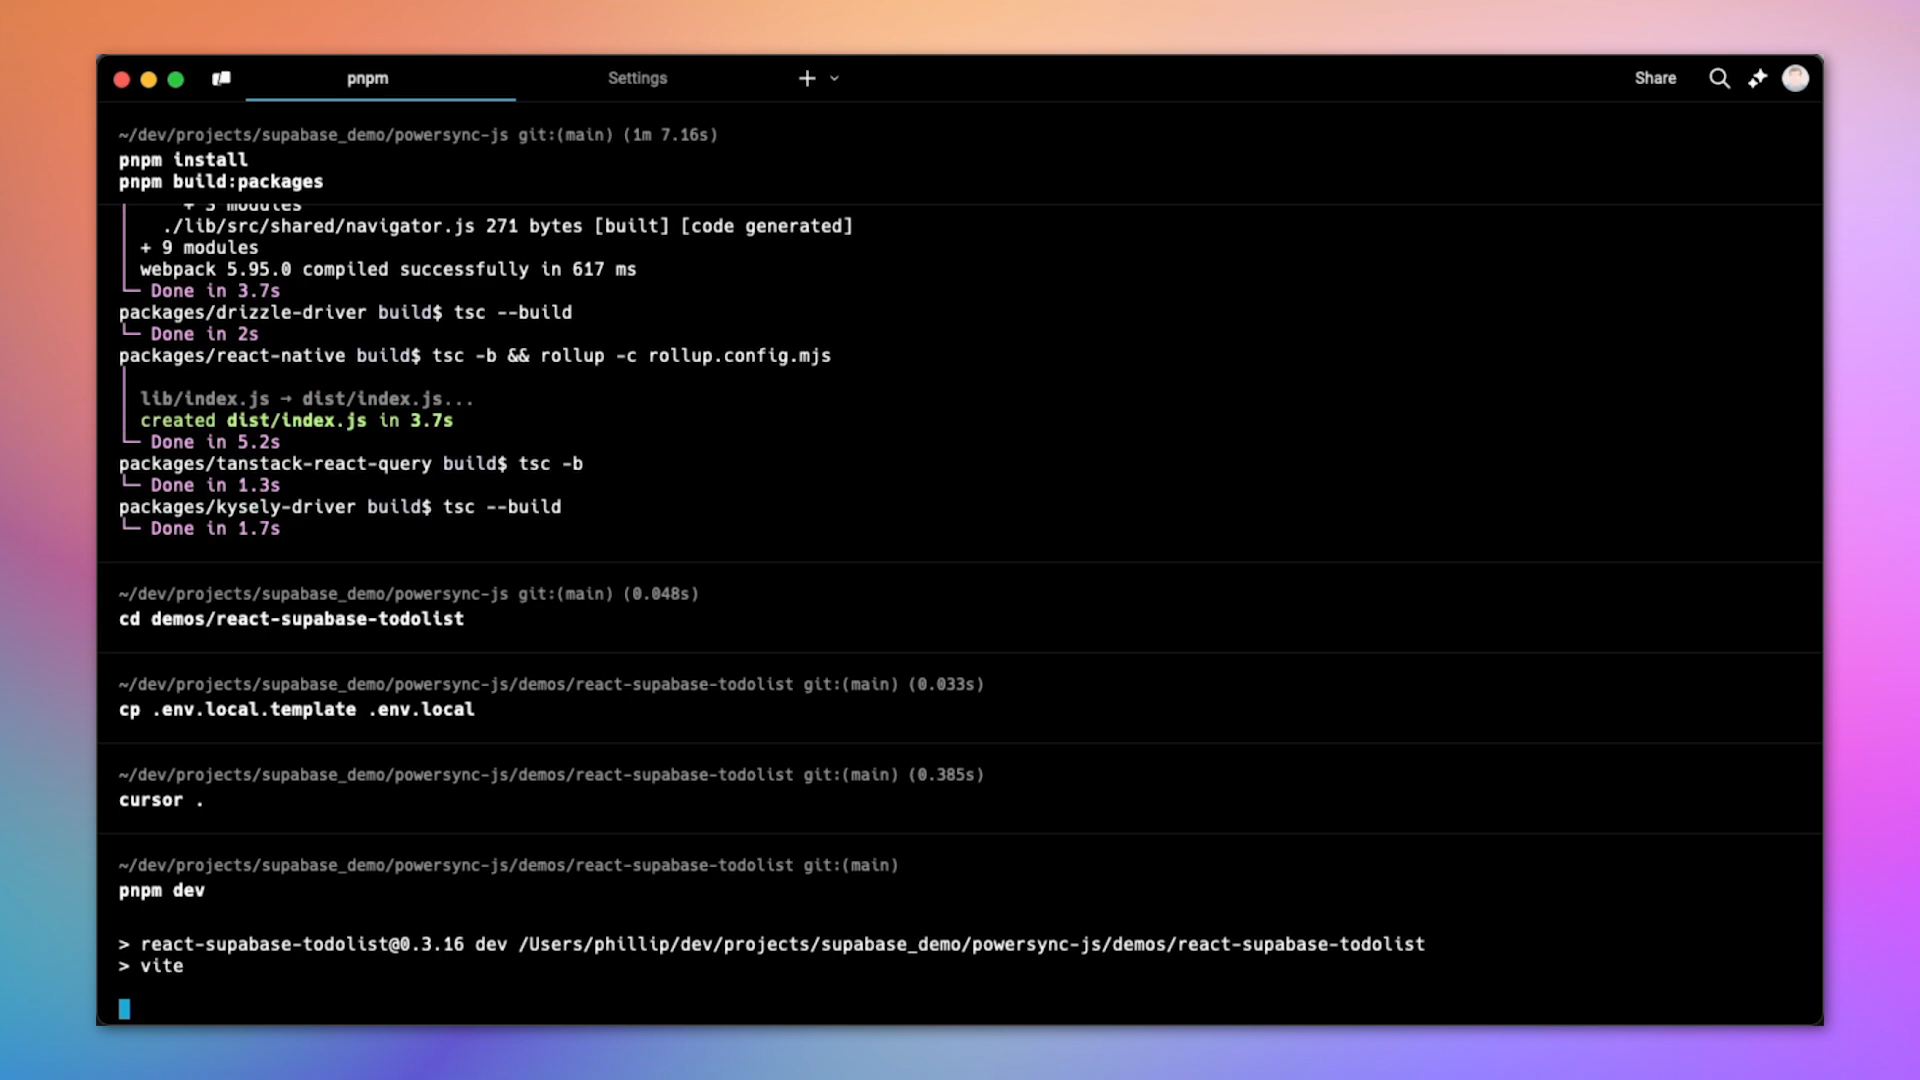 pnpm
Settings
Share
~/dev/projects/supabase_demo/powersync-js git:(main) (1m 7.16s)
pnpm install
pnpm build:packages
+ 3 modules
./lib/src/shared/navigator.js 271 bytes [built] [code generated]
+ 9 modules
webpack 5.95.0 compiled successfully in 617 ms
└─ Done in 3.7s
packages/drizzle-driver build$ tsc --build
└─ Done in 2s
packages/react-native build$ tsc -b && rollup -c rollup.config.mjs
lib/index.js → dist/index.js...
created dist/index.js in 3.7s
└─ Done in 5.2s
packages/tanstack-react-query build$ tsc -b
└─ Done in 1.3s
packages/kysely-driver build$ tsc --build
└─ Done in 1.7s
~/dev/projects/supabase_demo/powersync-js git:(main) (0.048s)
cd demos/react-supabase-todolist
~/dev/projects/supabase_demo/powersync-js/demos/react-supabase-todolist git:(main) (0.033s)
cp .env.local.template .env.local
~/dev/projects/supabase_demo/powersync-js/demos/react-supabase-todolist git:(main) (0.385s)
cursor .
~/dev/projects/supabase_demo/powersync-js/demos/react-supabase-todolist git:(main)
pnpm dev
> react-supabase-todolist@0.3.16 dev /Users/phillip/dev/projects/supabase_demo/powersync-js/demos/react-supabase-todolist
> vite